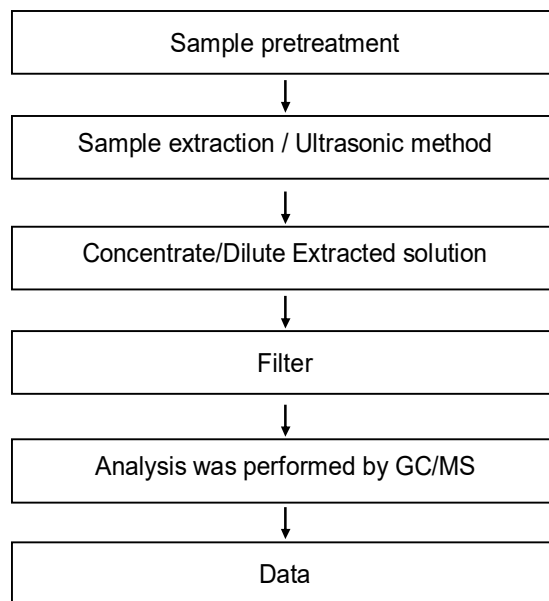 Sample pretreatment
Sample extraction / Ultrasonic method
Concentrate/Dilute Extracted solution
Filter
Analysis was performed by GC/MS
Data